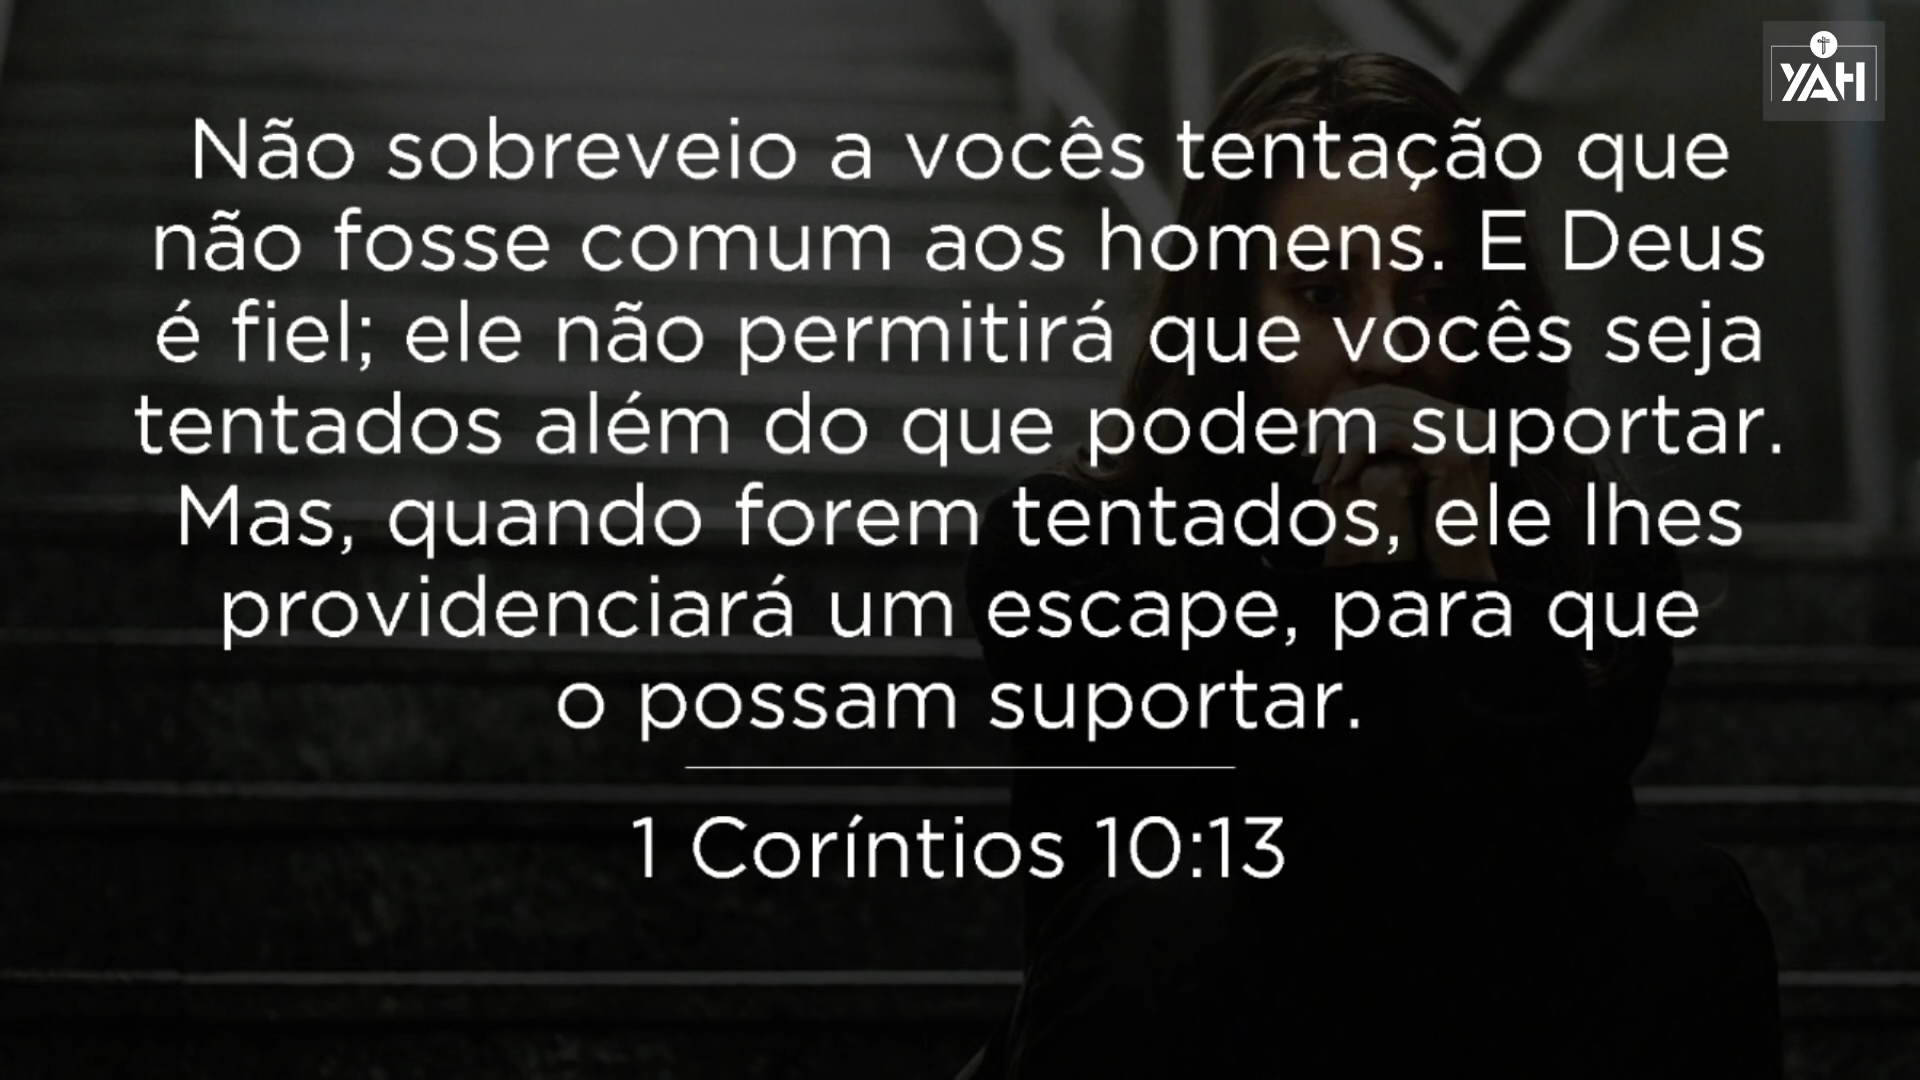 YAH
Não sobreveio a vocês tentação que
não fosse comum aos homens. E Deus
é fiel; ele não permitirá que vocês seja
tentados além do que podem suportar.
Mas, quando forem tentados, ele lhes
providenciará um escape, para que
o possam suportar.
1 Coríntios 10:13